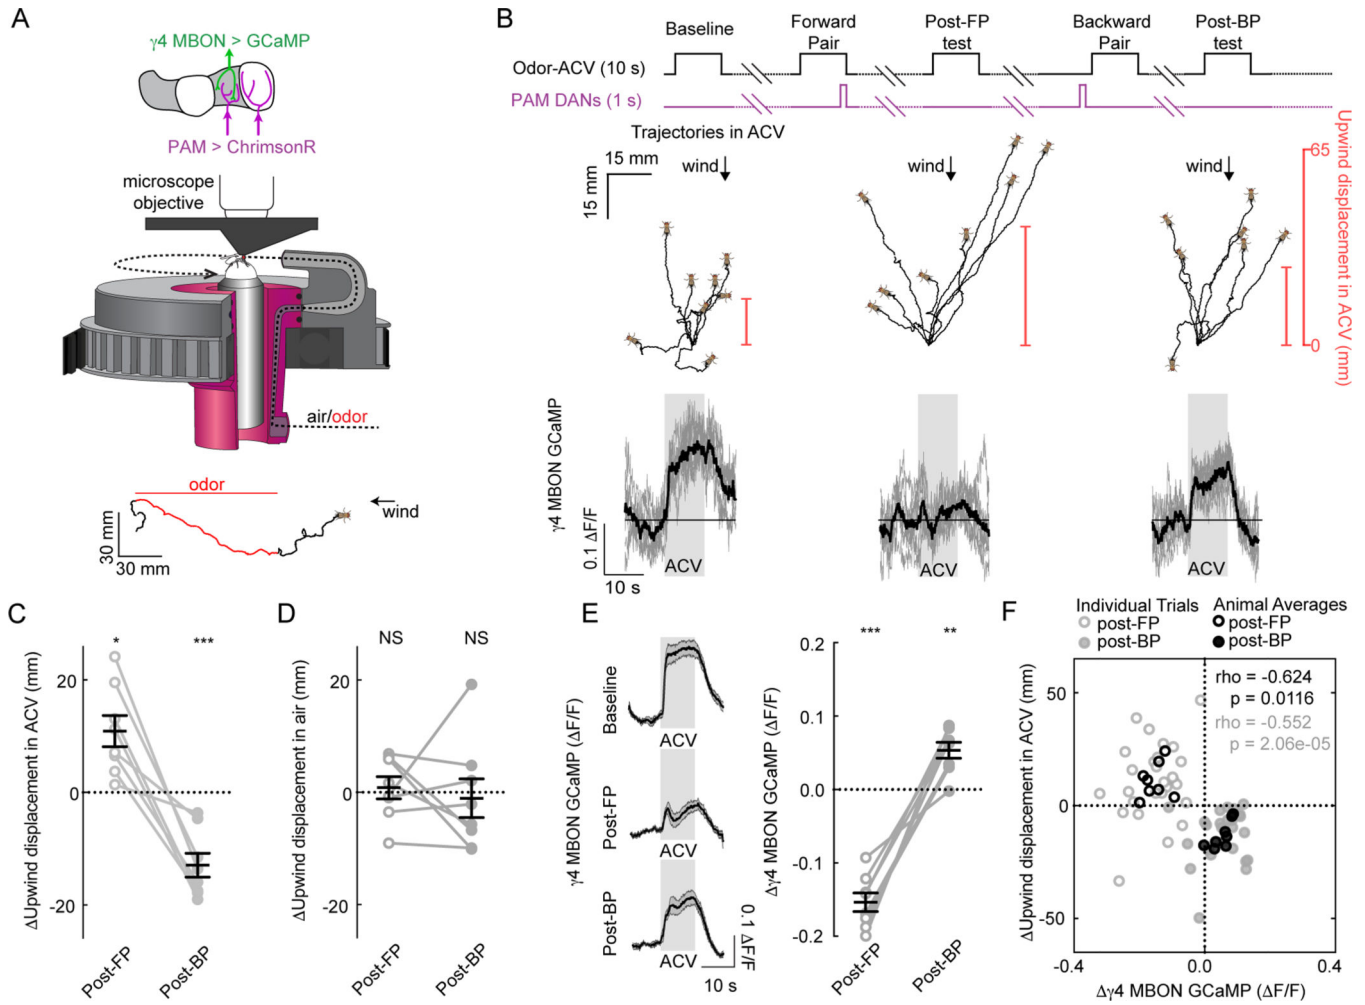 A
γ4 MBON > GCaMP
PAM > ChrimsonR
microscope
objective
air/odor
odor
wind
30 mm
30 mm
B
Baseline
Forward
Pair
Post-FP
test
Backward
Pair
Post-BP
test
Odor-ACV (10 s)
PAM DANs (1 s)
Trajectories in ACV
15 mm
15 mm
wind
wind
wind
65
0
Upwind displacement in ACV (mm)
γ4 MBON GCaMP
0.1 ΔF/F
10 s
ACV
ACV
ACV
C
* ***
ΔUpwind displacement in ACV (mm)
20
0
-20
Post-FP
Post-BP
D
NS NS
ΔUpwind displacement in air (mm)
20
0
-20
Post-FP
Post-BP
E
γ4 MBON GCaMP (ΔF/F)
Baseline
ACV
Post-FP
ACV
Post-BP
ACV
0.1 ΔF/F
10 s
*** **
Δγ4 MBON GCaMP (ΔF/F)
0.2
0.1
0.0
-0.1
-0.2
Post-FP
Post-BP
F
Individual Trials
post-FP
post-BP
Animal Averages
post-FP
post-BP
rho = -0.624
p = 0.0116
rho = -0.552
p = 2.06e-05
ΔUpwind displacement in ACV (mm)
50
0
-50
-0.4 0.0 0.4
Δγ4 MBON GCaMP (ΔF/F)